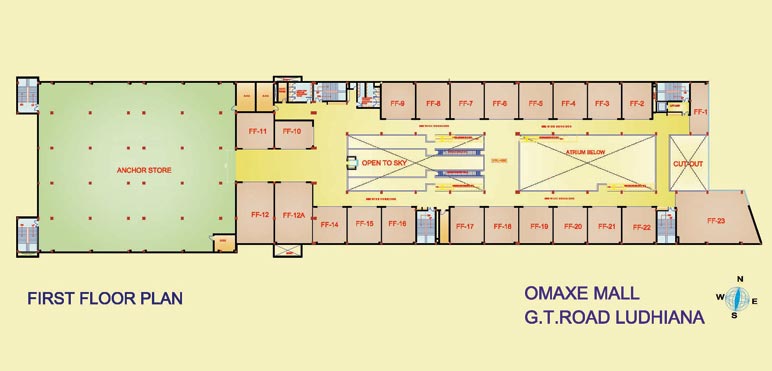 FF-9
FF-8
FF-7
FF-6
FF-5
FF-4
FF-3
FF-2
FF-1
FF-11
FF-10
ANCHOR STORE
OPEN TO SKY
ATRIUM BELOW
CUT-OUT
FF-12
FF-12A
FF-14
FF-15
FF-16
FF-17
FF-18
FF-19
FF-20
FF-21
FF-22
FF-23
FIRST FLOOR PLAN
OMAXE MALL
G.T.ROAD LUDHIANA
N
W
E
S